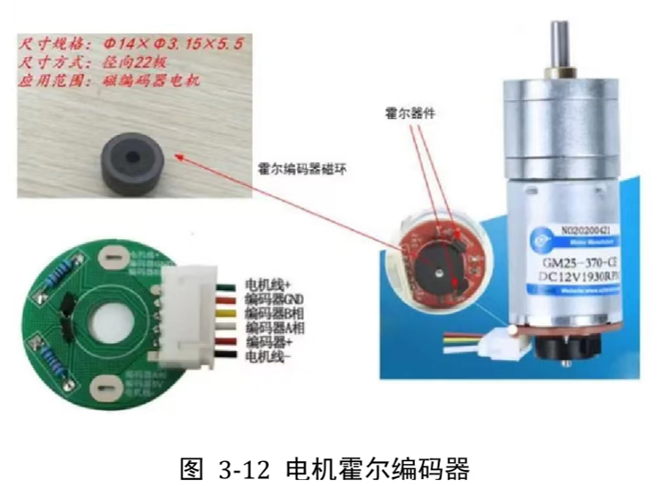 尺寸规格：Φ14×Φ3.15×5.5
尺寸方式：径向22极
应用范围：磁编码器电机
霍尔器件
霍尔编码器磁环
NO20200421
GM25-370-CE
DC12V1930RPM
电机线+
编码器GND
编码器B相
编码器A相
编码器+
电机线-
图 3-12 电机霍尔编码器